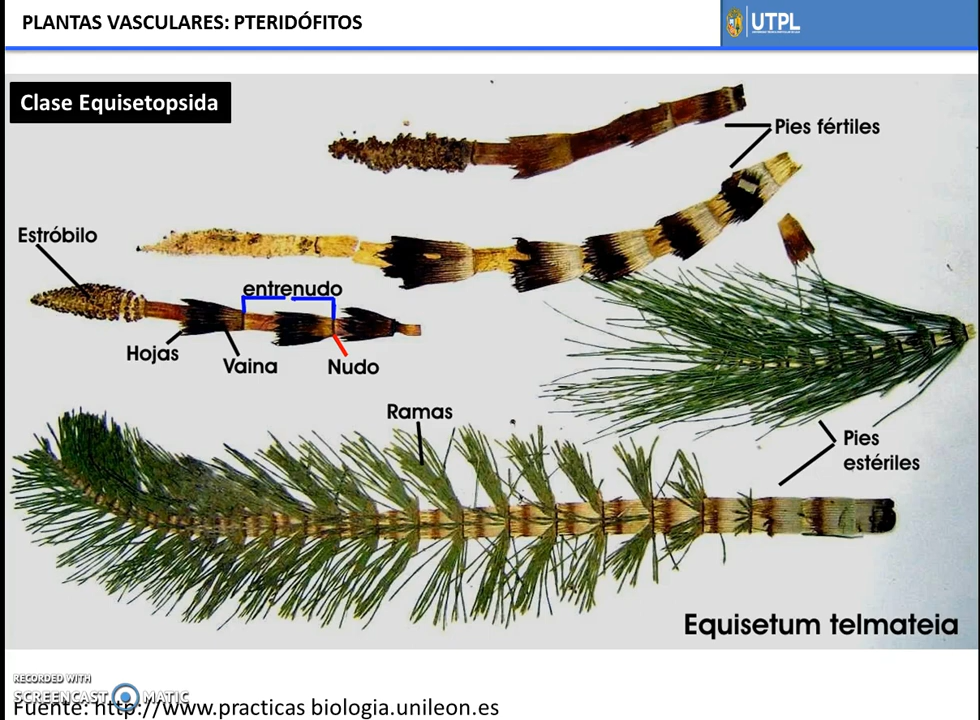 PLANTAS VASCULARES: PTERIDÓFITOS
UTPL
Clase Equisetopsida
Pies fértiles
Estróbilo
entrenudo
Hojas
Vaina
Nudo
Ramas
Pies
estériles
Equisetum telmateia
RECORDED WITH
SCREENCAST MATIC
Fuente: http://www.practicas biologia.unileon.es